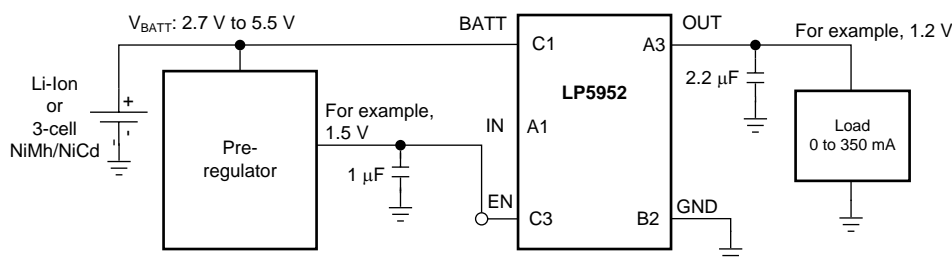 V_BATT: 2.7 V to 5.5 V
BATT
C1
A3
OUT
For example, 1.2 V
Li-Ion
or
3-cell
NiMh/NiCd
+
-
Pre-
regulator
For example,
1.5 V
1 μF
IN
A1
EN
C3
LP5952
B2
GND
2.2 μF
Load
0 to 350 mA